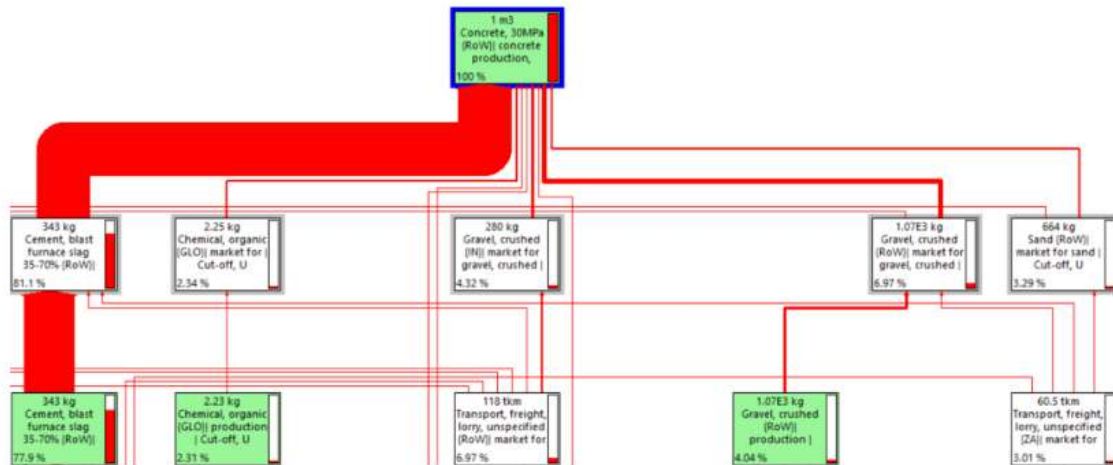 1 m3
Concrete, 30MPa
{RoW}| concrete
production,
100 %
343 kg
Cement, blast
furnace slag
35-70% {RoW}|
81.1 %
2.25 kg
Chemical, organic
{GLO}| market for |
Cut-off, U
2.34 %
280 kg
Gravel, crushed
{IN}| market for
gravel, crushed |
4.32 %
1.07E3 kg
Gravel, crushed
{RoW}| market for
gravel, crushed |
6.97 %
664 kg
Sand {RoW}|
market for sand |
Cut-off, U
3.29 %
343 kg
Cement, blast
furnace slag
35-70% {RoW}|
77.9 %
2.23 kg
Chemical, organic
{GLO}| production
| Cut-off, U
2.31 %
118 tkm
Transport, freight,
lorry, unspecified
{RoW}| market for
6.97 %
1.07E3 kg
Gravel, crushed
{RoW}|
production |
4.04 %
60.5 tkm
Transport, freight,
lorry, unspecified
{ZA}| market for
3.01 %